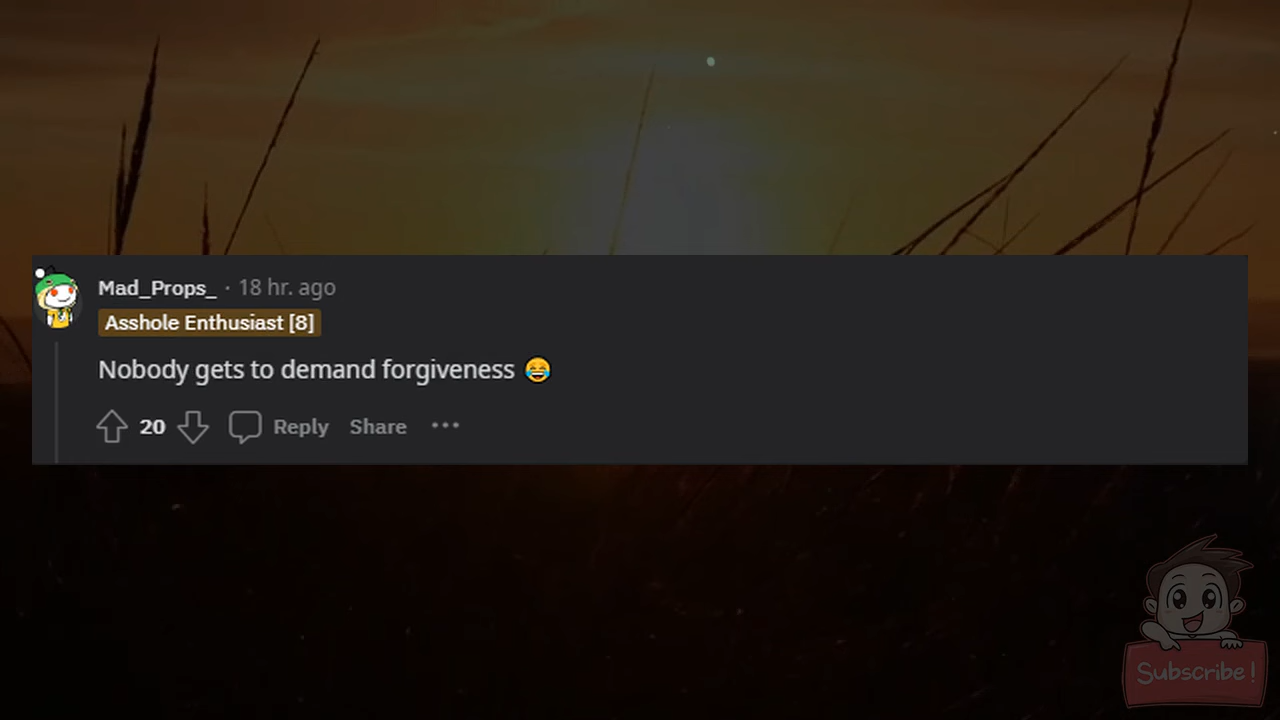 Mad_Props_ · 18 hr. ago
Asshole Enthusiast [8]
Nobody gets to demand forgiveness 😂
20 Reply Share ···
Subscribe!